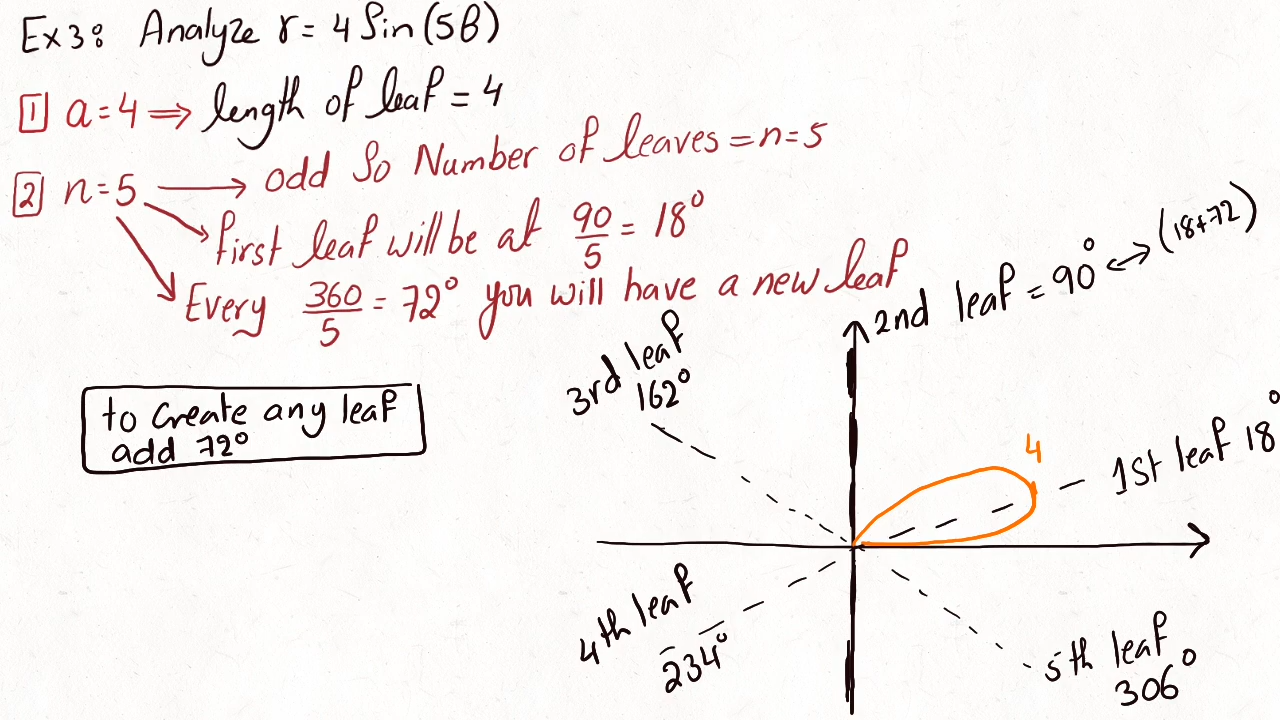 Ex3: Analyze r = 4 Sin(5θ)
1 a=4 ⟹ length of leaf = 4
2 n=5 → odd So Number of leaves = n=5
first leaf will be at 90/5 = 18°
Every 360/5 = 72° you will have a new leaf
2nd leaf = 90° ↔ (18+72)
3rd leaf
162°
to Create any leaf
add 72°
4
1st leaf 18°
4th leaf
234°
5th leaf
306°